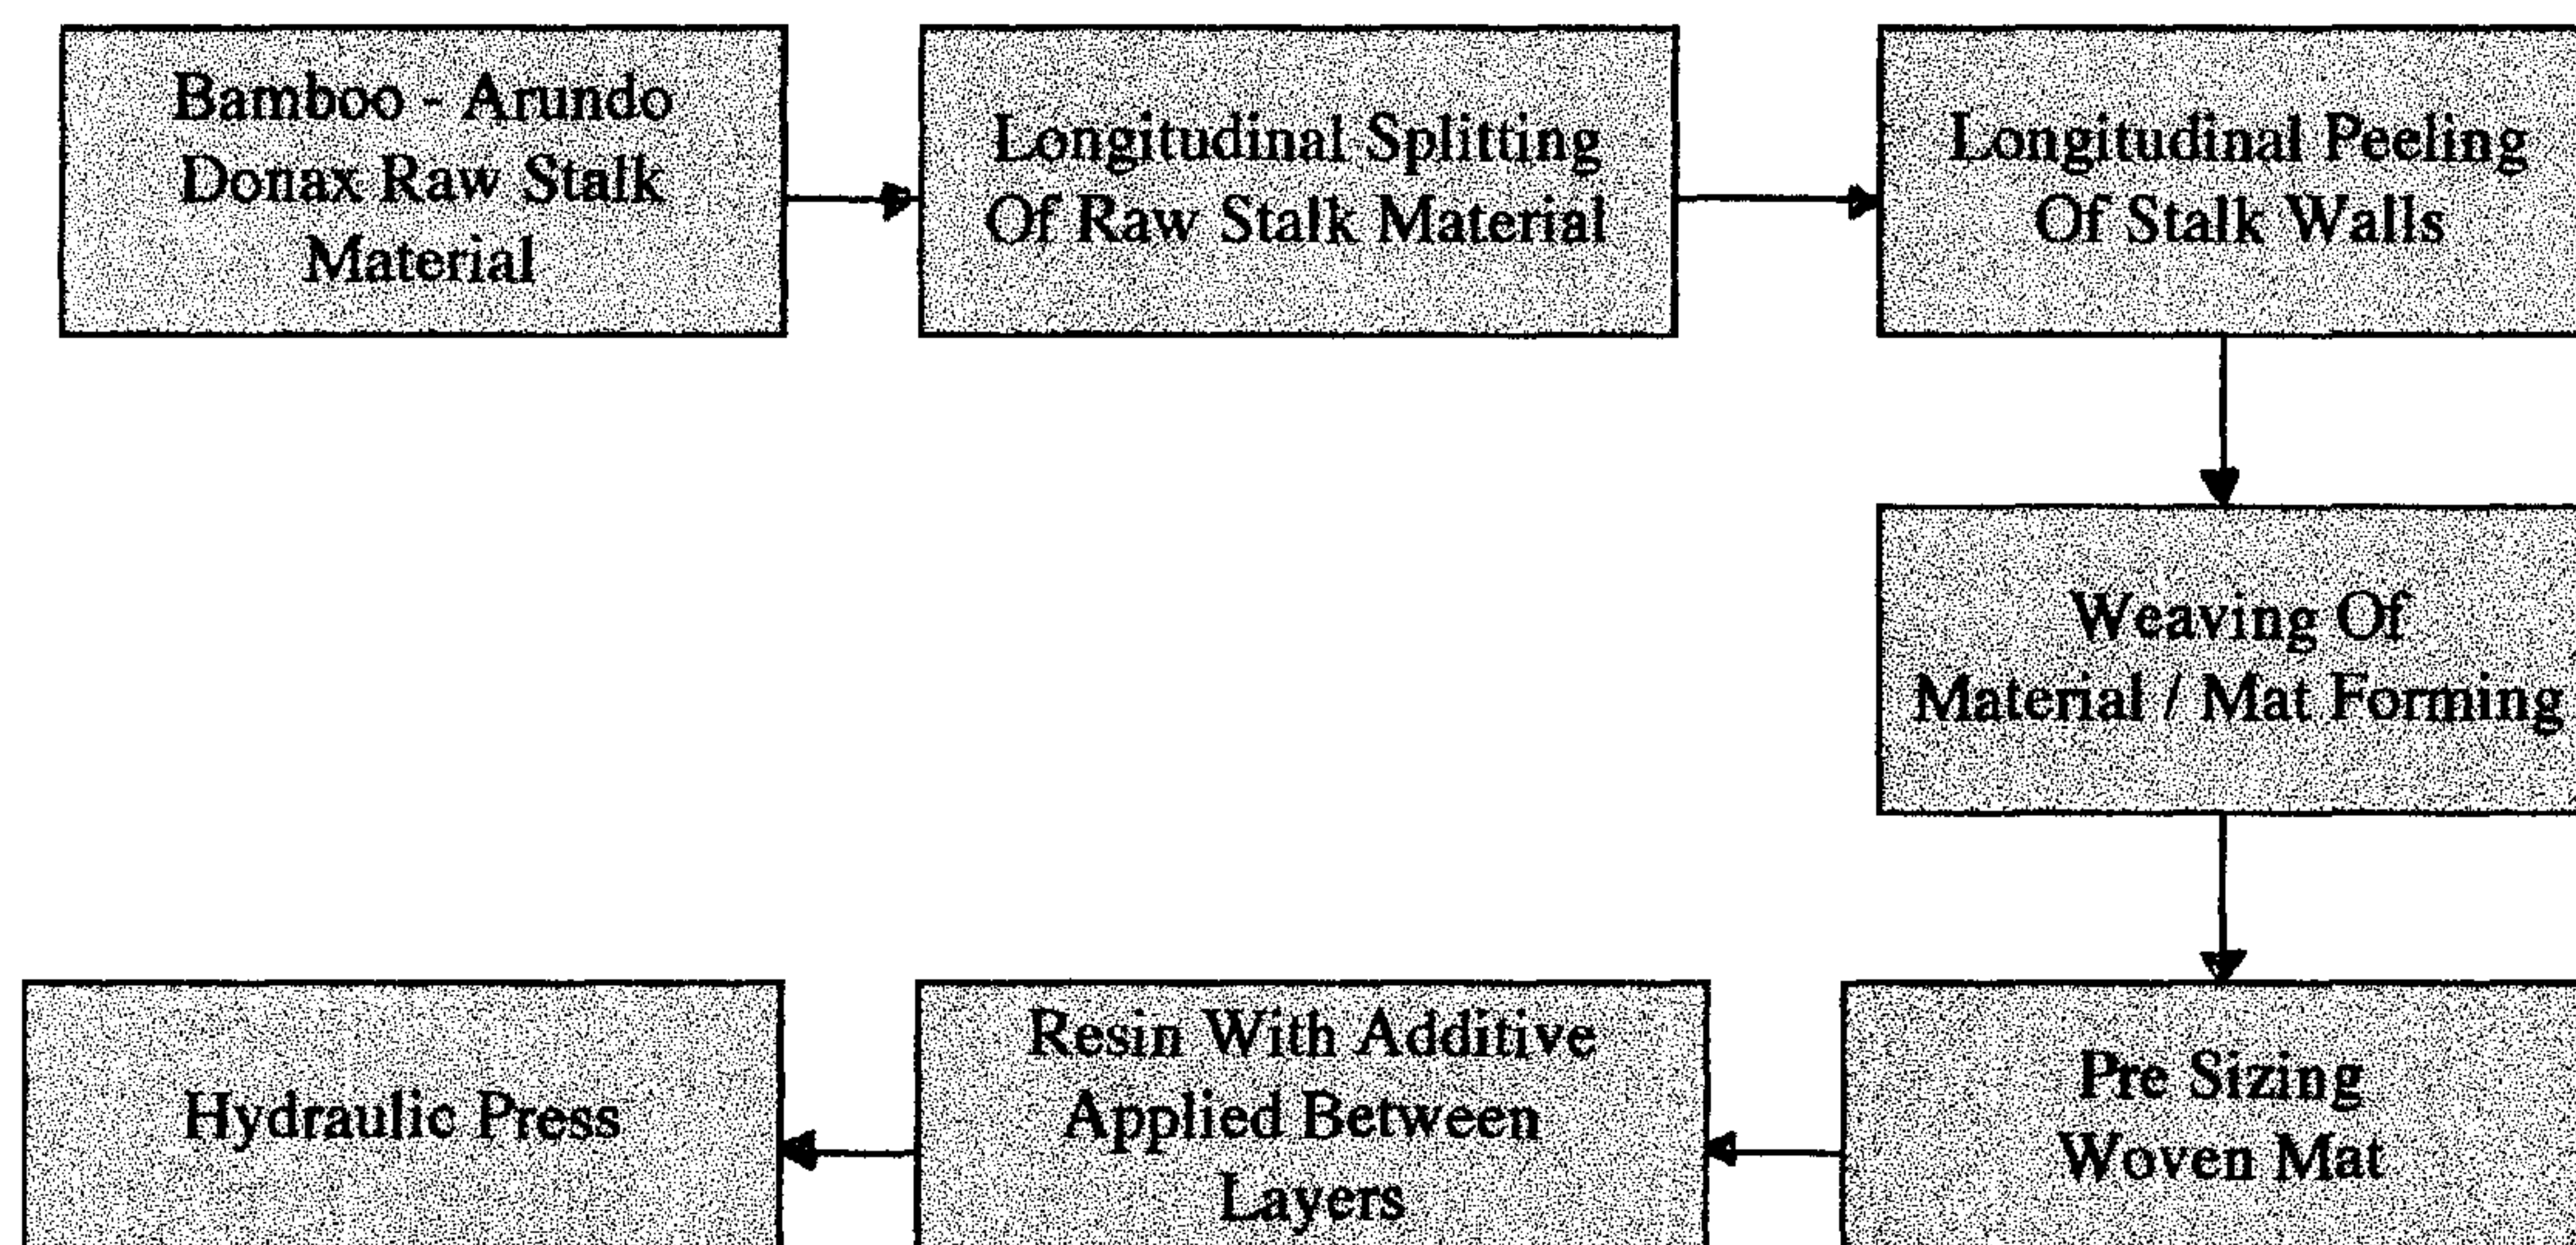 Bamboo - Arundo
Donax Raw Stalk
Material
Longitudinal Splitting
Of Raw Stalk Material
Longitudinal Peeling
Of Stalk Walls
Weaving Of
Material / Mat Forming
Pre Sizing
Woven Mat
Resin With Additive
Applied Between
Layers
Hydraulic Press